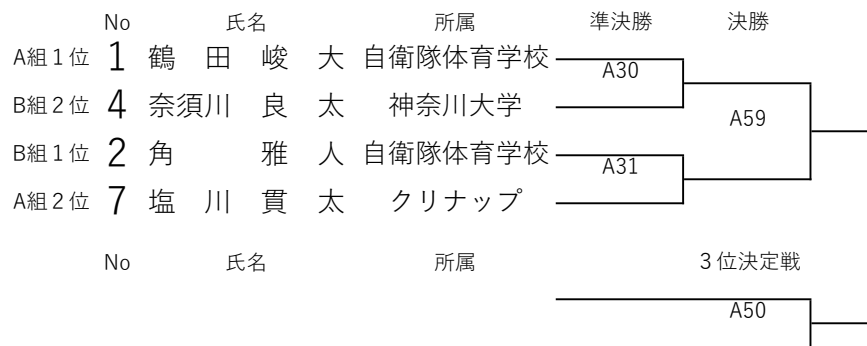 No 氏名 所属 準決勝 決勝
A組１位 1 鶴 田 峻 大 自衛隊体育学校
A30
B組２位 4 奈須川 良 太 神奈川大学
A59
B組１位 2 角 雅 人 自衛隊体育学校
A31
A組２位 7 塩 川 貫 太 クリナップ
No 氏名 所属 ３位決定戦
A50